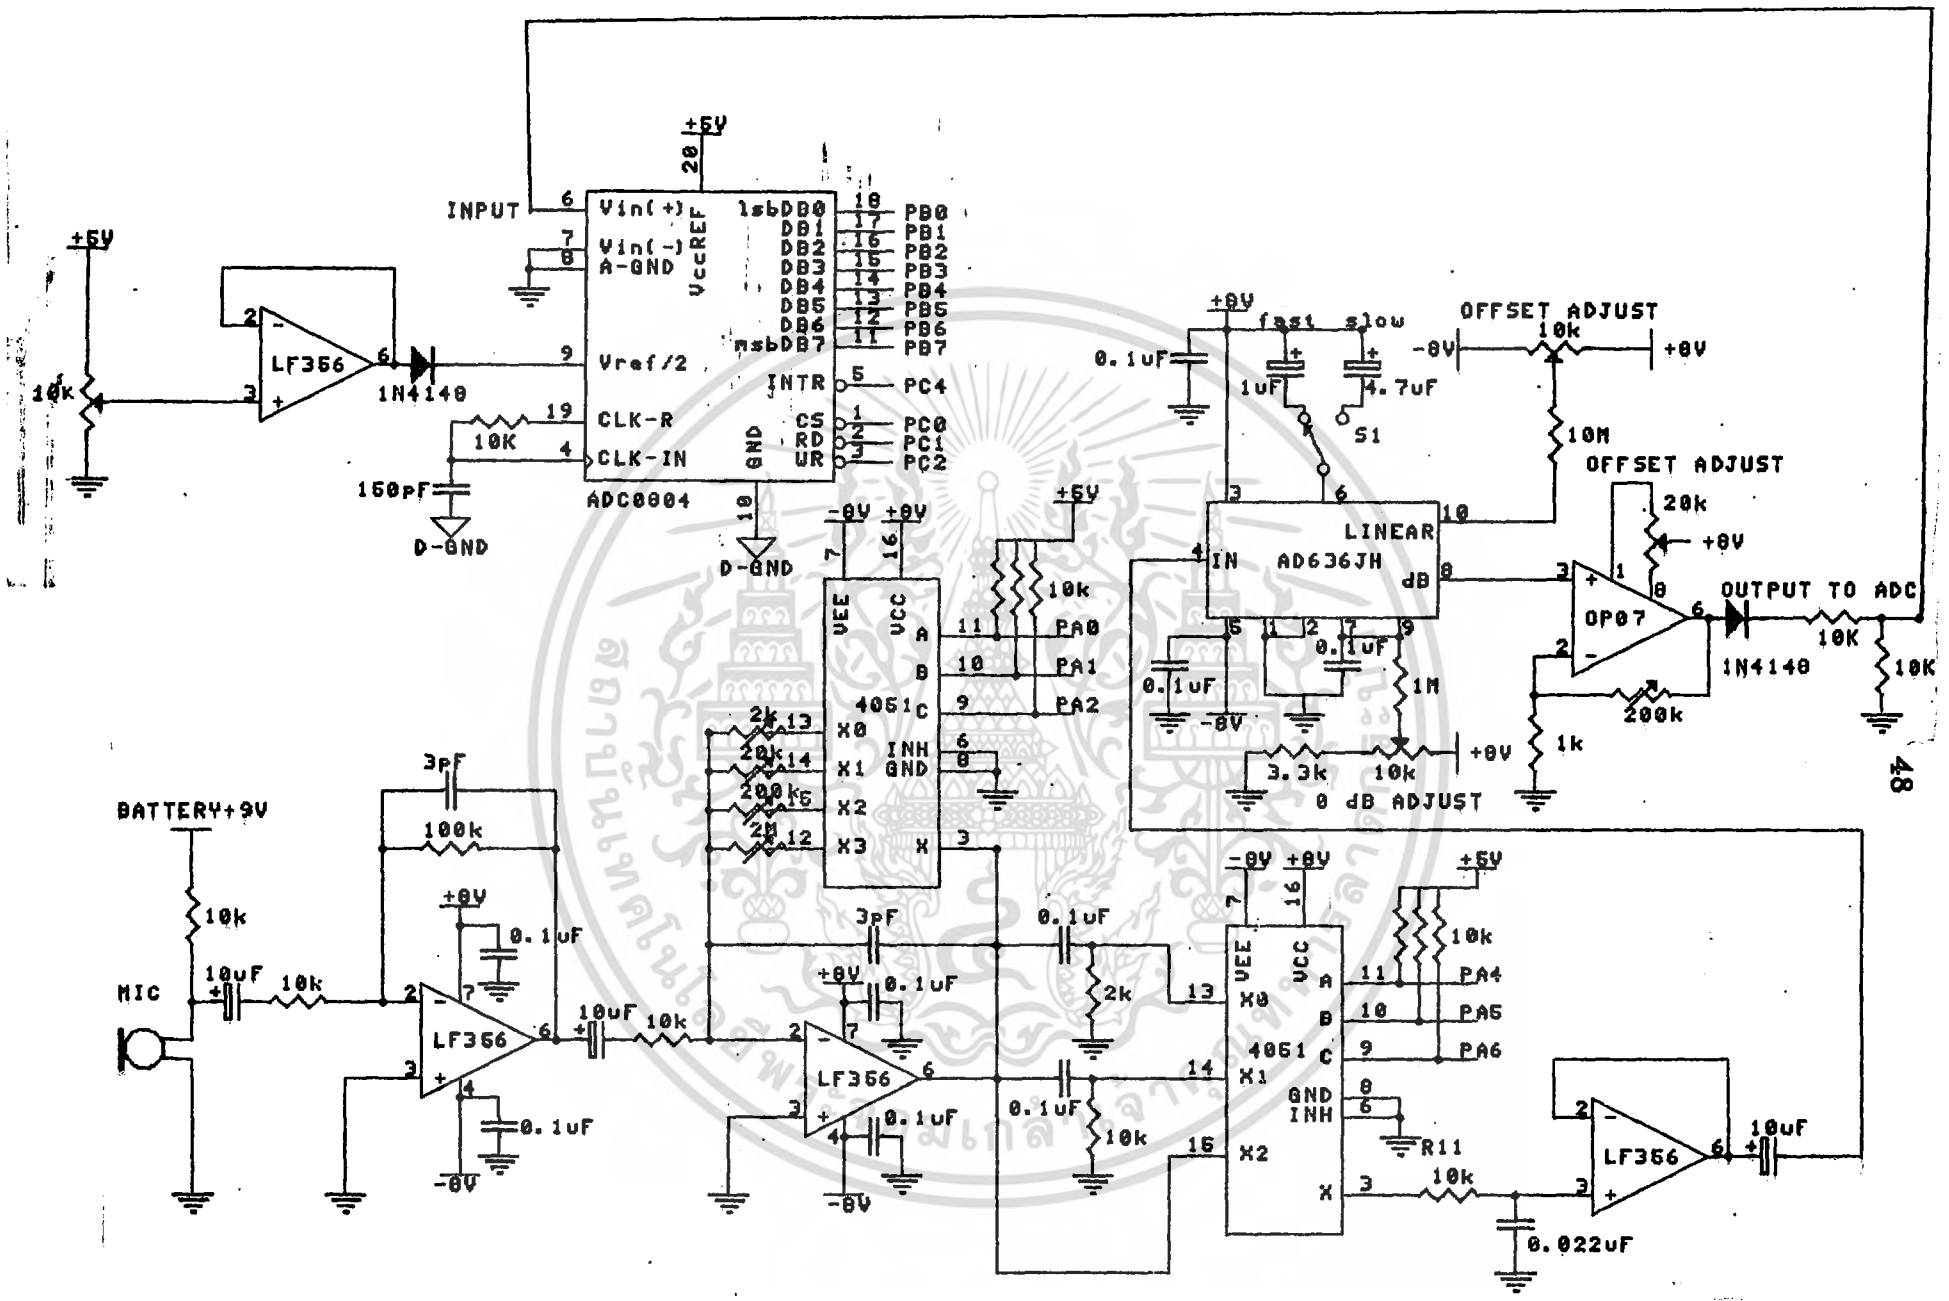 +5V
20
INPUT
6
Vin(+)
7
Vin(-)
8
A-GND
VccREF
lsbDB0
18
PB0
DB1
17
PB1
DB2
16
PB2
DB3
15
PB3
DB4
14
PB4
DB5
13
PB5
DB6
12
PB6
msbDB7
11
PB7
9
Vref/2
INTR
5
PC4
19
CLK-R
CS
1
PC0
RD
2
PC1
4
CLK-IN
WR
3
PC2
GND
10
ADC0804
D-GND
+5V
10k
2
LF356
3
6
1N4148
10K
150pF
D-GND
+8V
fast
slow
0.1uF
1uF
4.7uF
S1
OFFSET ADJUST
10k
-8V
+8V
10M
OFFSET ADJUST
20k
+8V
3
6
10
LINEAR
4
IN
AD636JH
dB
8
5
1
2
7
9
0.1uF
0.1uF
-8V
1M
3.3k
10k
+8V
0 dB ADJUST
3
1
8
OP07
6
2
OUTPUT TO ADC
1N4148
10K
10K
200k
1k
48
-8V
+8V
7
16
VEE
VCC
+5V
10k
A
11
PA0
B
10
PA1
4051
C
9
PA2
2k
13
X0
20k
14
X1
200k
15
X2
2M
12
X3
INH
6
GND
8
X
3
BATTERY+9V
10k
MIC
10uF
10k
3pF
100k
+8V
0.1uF
2
7
LF356
6
3
4
0.1uF
-8V
10uF
10k
3pF
+8V
0.1uF
2
7
LF356
6
3
4
0.1uF
-8V
0.1uF
2k
0.1uF
10k
-8V
+8V
7
16
VEE
VCC
+5V
10k
13
X0
14
X1
15
X2
A
11
PA4
B
10
PA5
4051
C
9
PA6
GND
8
INH
6
X
3
R11
10k
0.022uF
2
LF356
3
6
10uF